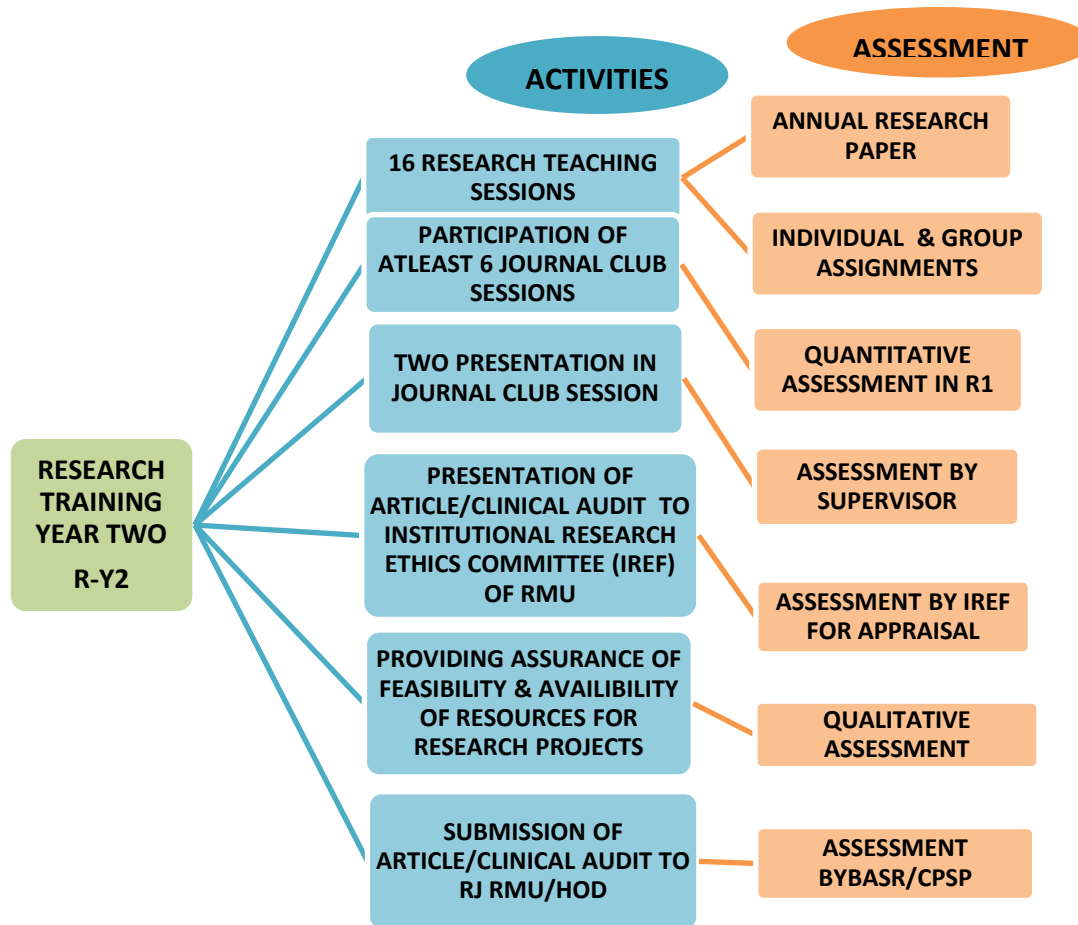 ACTIVITIES
ASSESSMENT
RESEARCH
TRAINING
YEAR TWO
R-Y2
16 RESEARCH TEACHING
SESSIONS
PARTICIPATION OF
ATLEAST 6 JOURNAL CLUB
SESSIONS
TWO PRESENTATION IN
JOURNAL CLUB SESSION
PRESENTATION OF
ARTICLE/CLINICAL AUDIT TO
INSTITUTIONAL RESEARCH
ETHICS COMMITTEE (IREF)
OF RMU
PROVIDING ASSURANCE OF
FEASIBILITY & AVAILIBILITY
OF RESOURCES FOR
RESEARCH PROJECTS
SUBMISSION OF
ARTICLE/CLINICAL AUDIT TO
RJ RMU/HOD
ANNUAL RESEARCH
PAPER
INDIVIDUAL & GROUP
ASSIGNMENTS
QUANTITATIVE
ASSESSMENT IN R1
ASSESSMENT BY
SUPERVISOR
ASSESSMENT BY IREF
FOR APPRAISAL
QUALITATIVE
ASSESSMENT
ASSESSMENT
BYBASR/CPSP